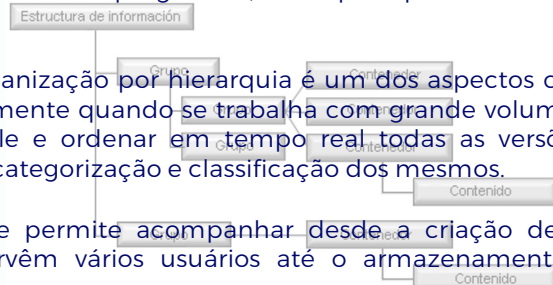 Estructura de información
Grupo
anização por hierarquia é um dos aspectos
Contenedor
mente quando se trabalha com grande volum
Grupo
Contenedor
le e ordenar em tempo real todas as versõ
Grupo
Contenedor
categorização e classificação dos mesmos.
Contenido
e permite acompanhar desde a criação de
Grupo
Contenedor
rvêm vários usuários até o armazenament
Contenido